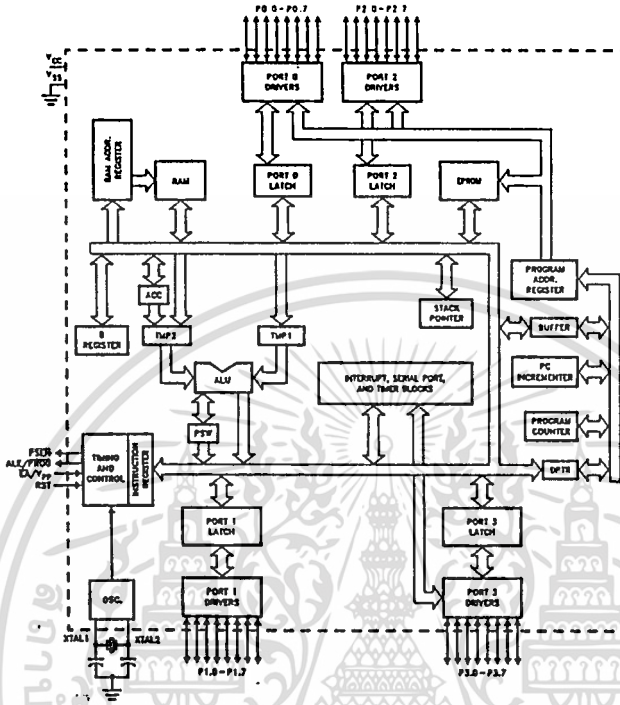 P0.0-P0.7
P2.0-P2.7
VCC
VSS
PORT 0
DRIVERS
PORT 2
DRIVERS
RAM ADDR.
REGISTER
RAM
PORT 0
LATCH
PORT 2
LATCH
EPROM
PROGRAM
ADDR.
REGISTER
ACC
STACK
POINTER
B
REGISTER
TMP2
TMP1
BUFFER
ALU
INTERRUPT, SERIAL PORT,
AND TIMER BLOCKS
PC
INCREMENTER
PSW
PROGRAM
COUNTER
PSEN
ALE/PROG
EA/VPP
RST
TIMING
AND
CONTROL
INSTRUCTION
REGISTER
DPTR
PORT 1
LATCH
PORT 3
LATCH
OSC.
PORT 1
DRIVERS
PORT 3
DRIVERS
XTAL1
XTAL2
P1.0-P1.7
P3.0-P3.7